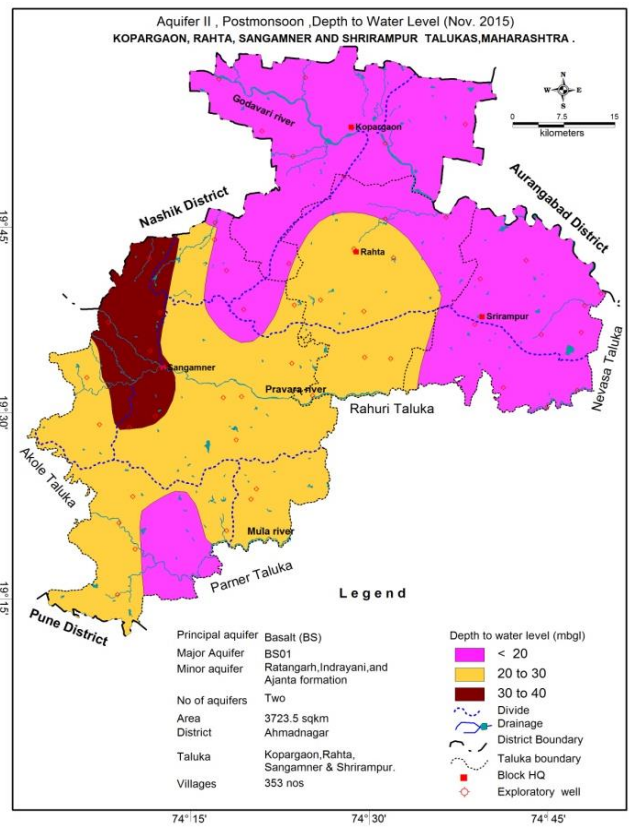 Aquifer II , Postmonsoon ,Depth to Water Level (Nov. 2015)
KOPARGAON, RAHTA, SANGAMNER AND SHRIRAMPUR TALUKAS,MAHARASHTRA .
N
W E
S
0 7.5 15
kilometers
Godavari river
Kopargaon
Nashik District
Aurangabad District
19° 45'
Rahta
Srirampur
Sangamner
Nevasa Taluka
Pravara river
Rahuri Taluka
19° 30'
Akole Taluka
Mula river
Parner Taluka
19° 15'
Pune District
Legend
Principal aquifer Basalt (BS)
Major Aquifer BS01
Minor aquifer Ratangarh,Indrayani,and
Ajanta formation
No of aquifers Two
Area 3723.5 sqkm
District Ahmadnagar
Taluka Kopargaon,Rahta,
Sangamner & Shrirampur.
Villages 353 nos
Depth to water level (mbgl)
< 20
20 to 30
30 to 40
Divide
Drainage
District Boundary
Taluka boundary
Block HQ
Exploratory well
74° 15' 74° 30' 74° 45'